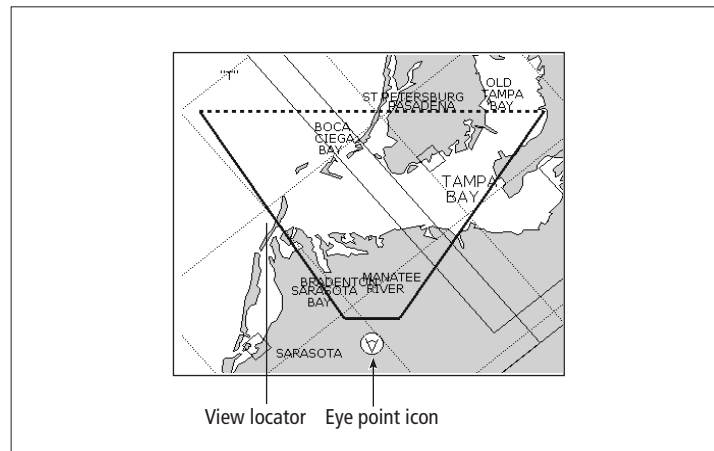 "T"
OLD
TAMPA
BAY
ST PETERSBURG
PASADENA
BOCA
CIEGA
BAY
TAMPA
BAY
BRADENTON
MANATEE
RIVER
SARASOTA
BAY
SARASOTA
View locator
Eye point icon